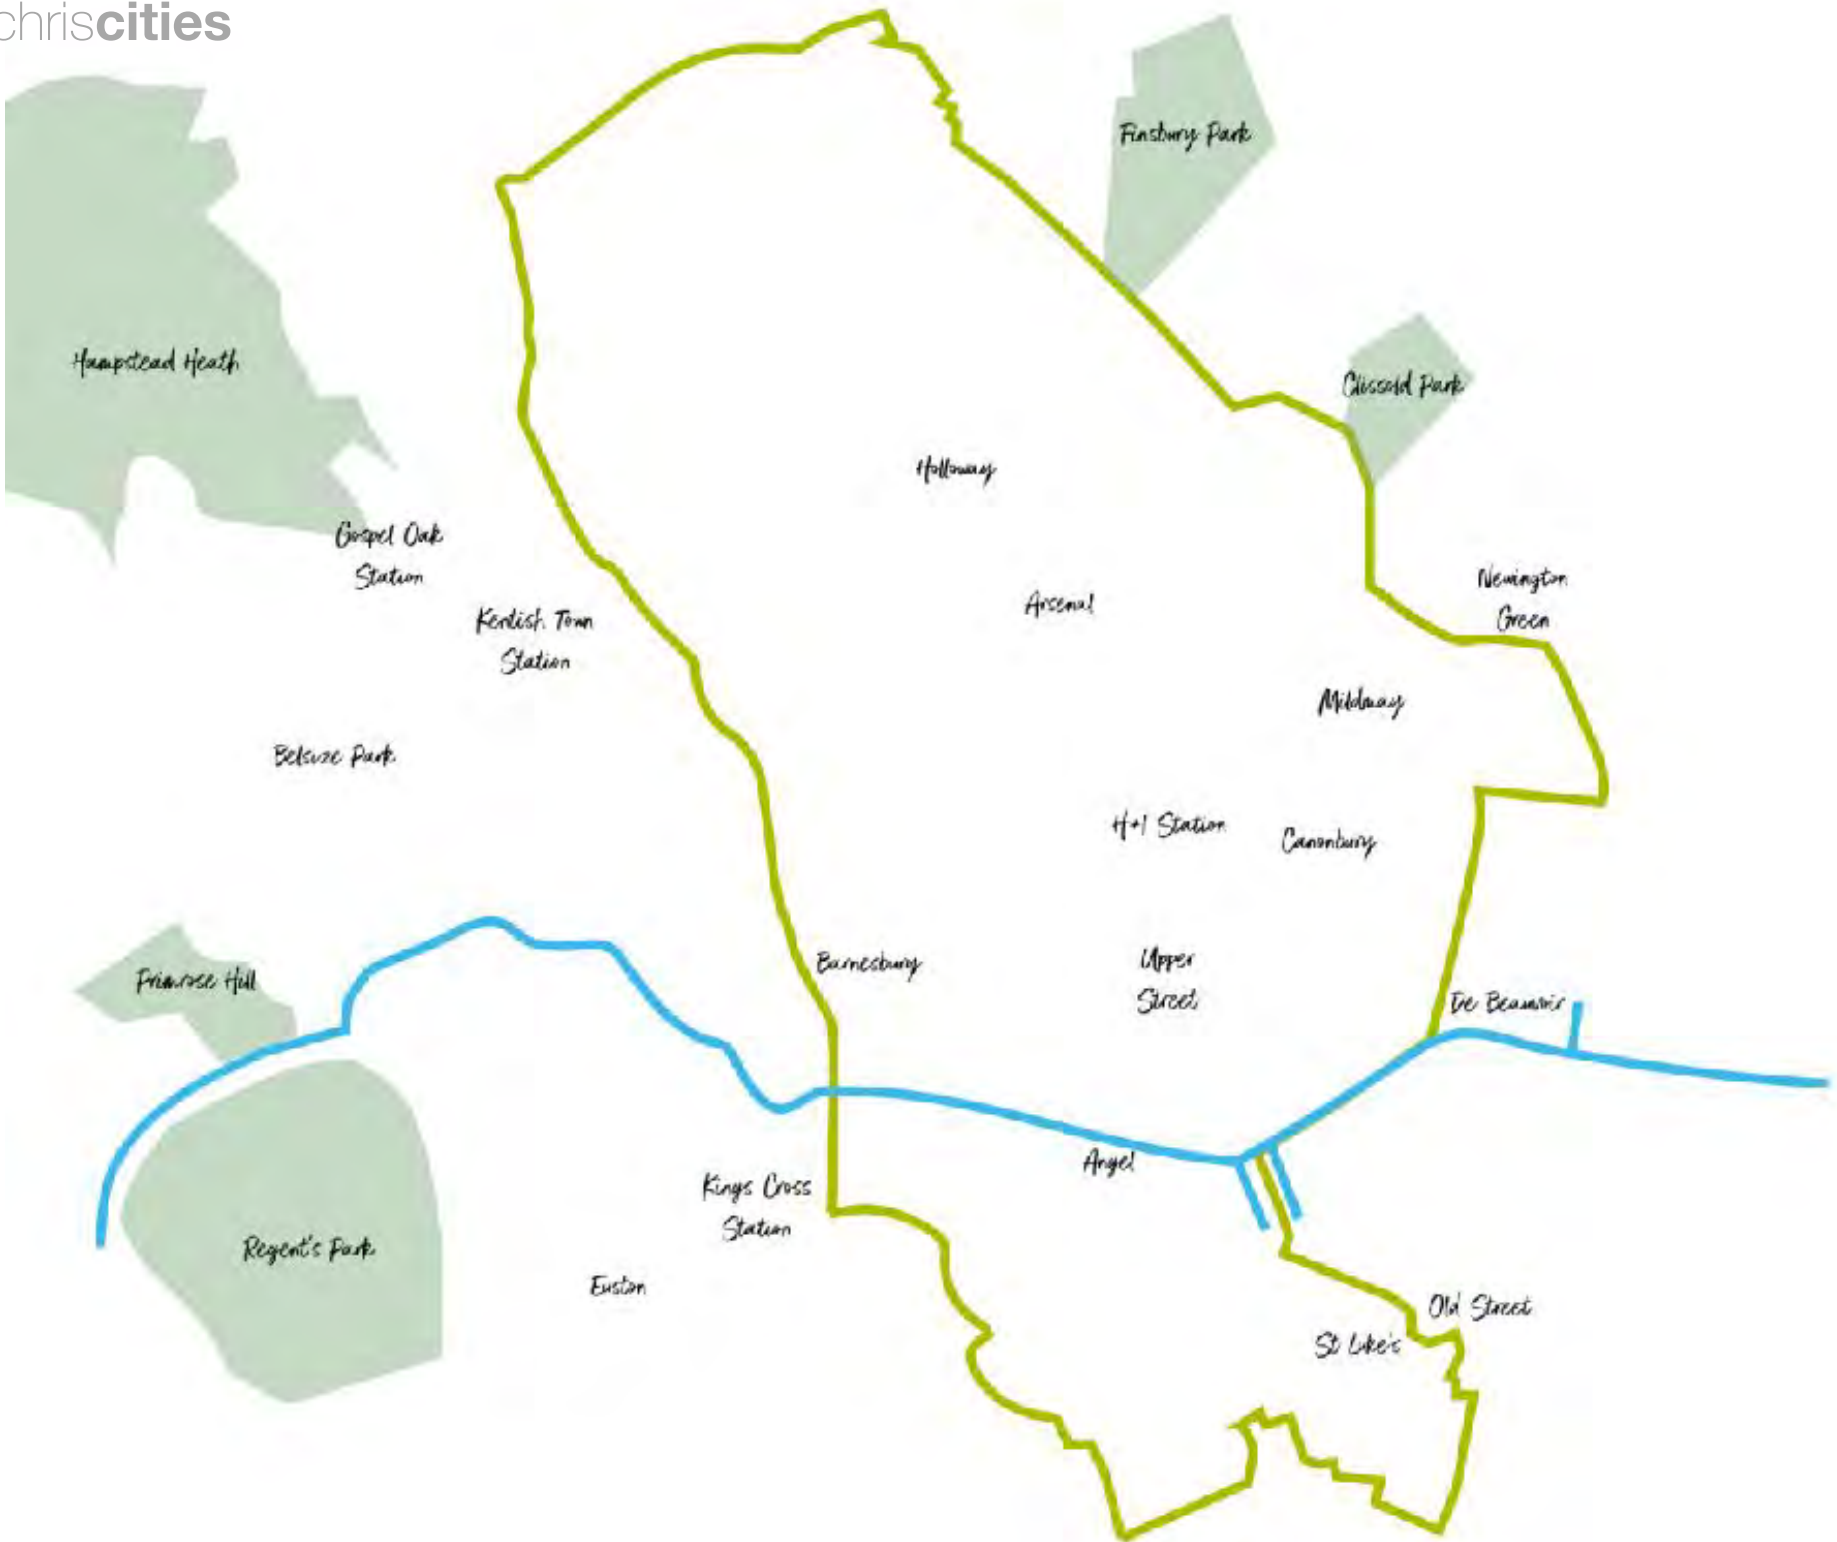 chriscities
Finsbury Park
Hampstead Heath
Clissold Park
Holloway
Gospel Oak
Station
Newington
Green
Arsenal
Kentish Town
Station
Mildmay
Belsize Park
H+I Station
Canonbury
Barnesbury
Upper
Street
Primrose Hill
De Beauvoir
Angel
Kings Cross
Station
Regent's Park
Euston
Old Street
St Luke's